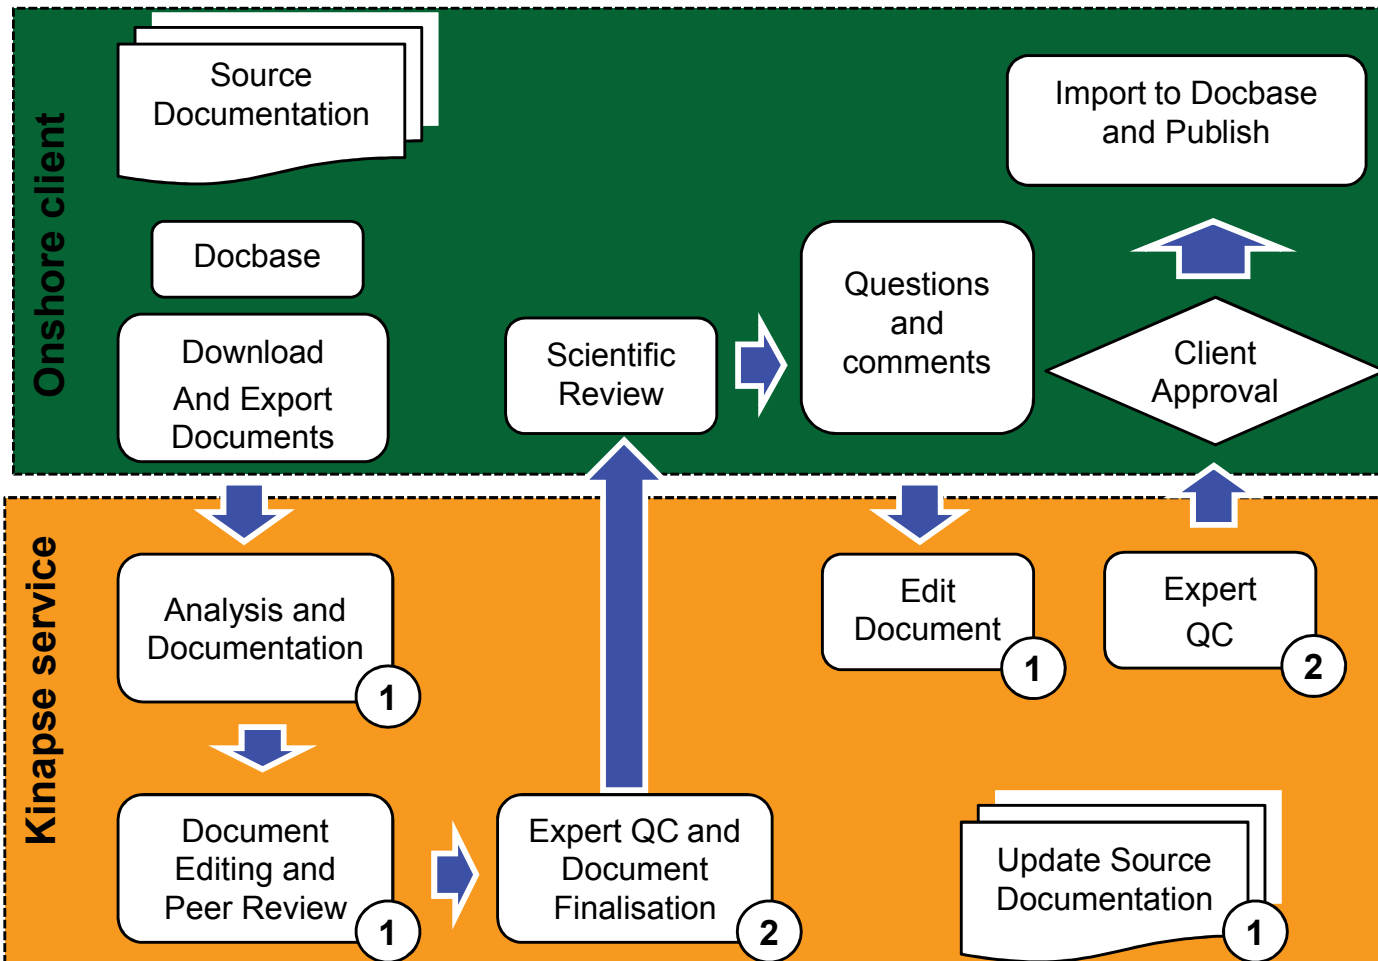 Onshore client
Source
Documentation
Docbase
Download
And Export
Documents
Scientific
Review
Questions
and
comments
Import to Docbase
and Publish
Client
Approval
Kinapse service
Analysis and
Documentation
1
Document
Editing and
Peer Review
1
Expert QC and
Document
Finalisation
2
Edit
Document
1
Expert
QC
2
Update Source
Documentation
1